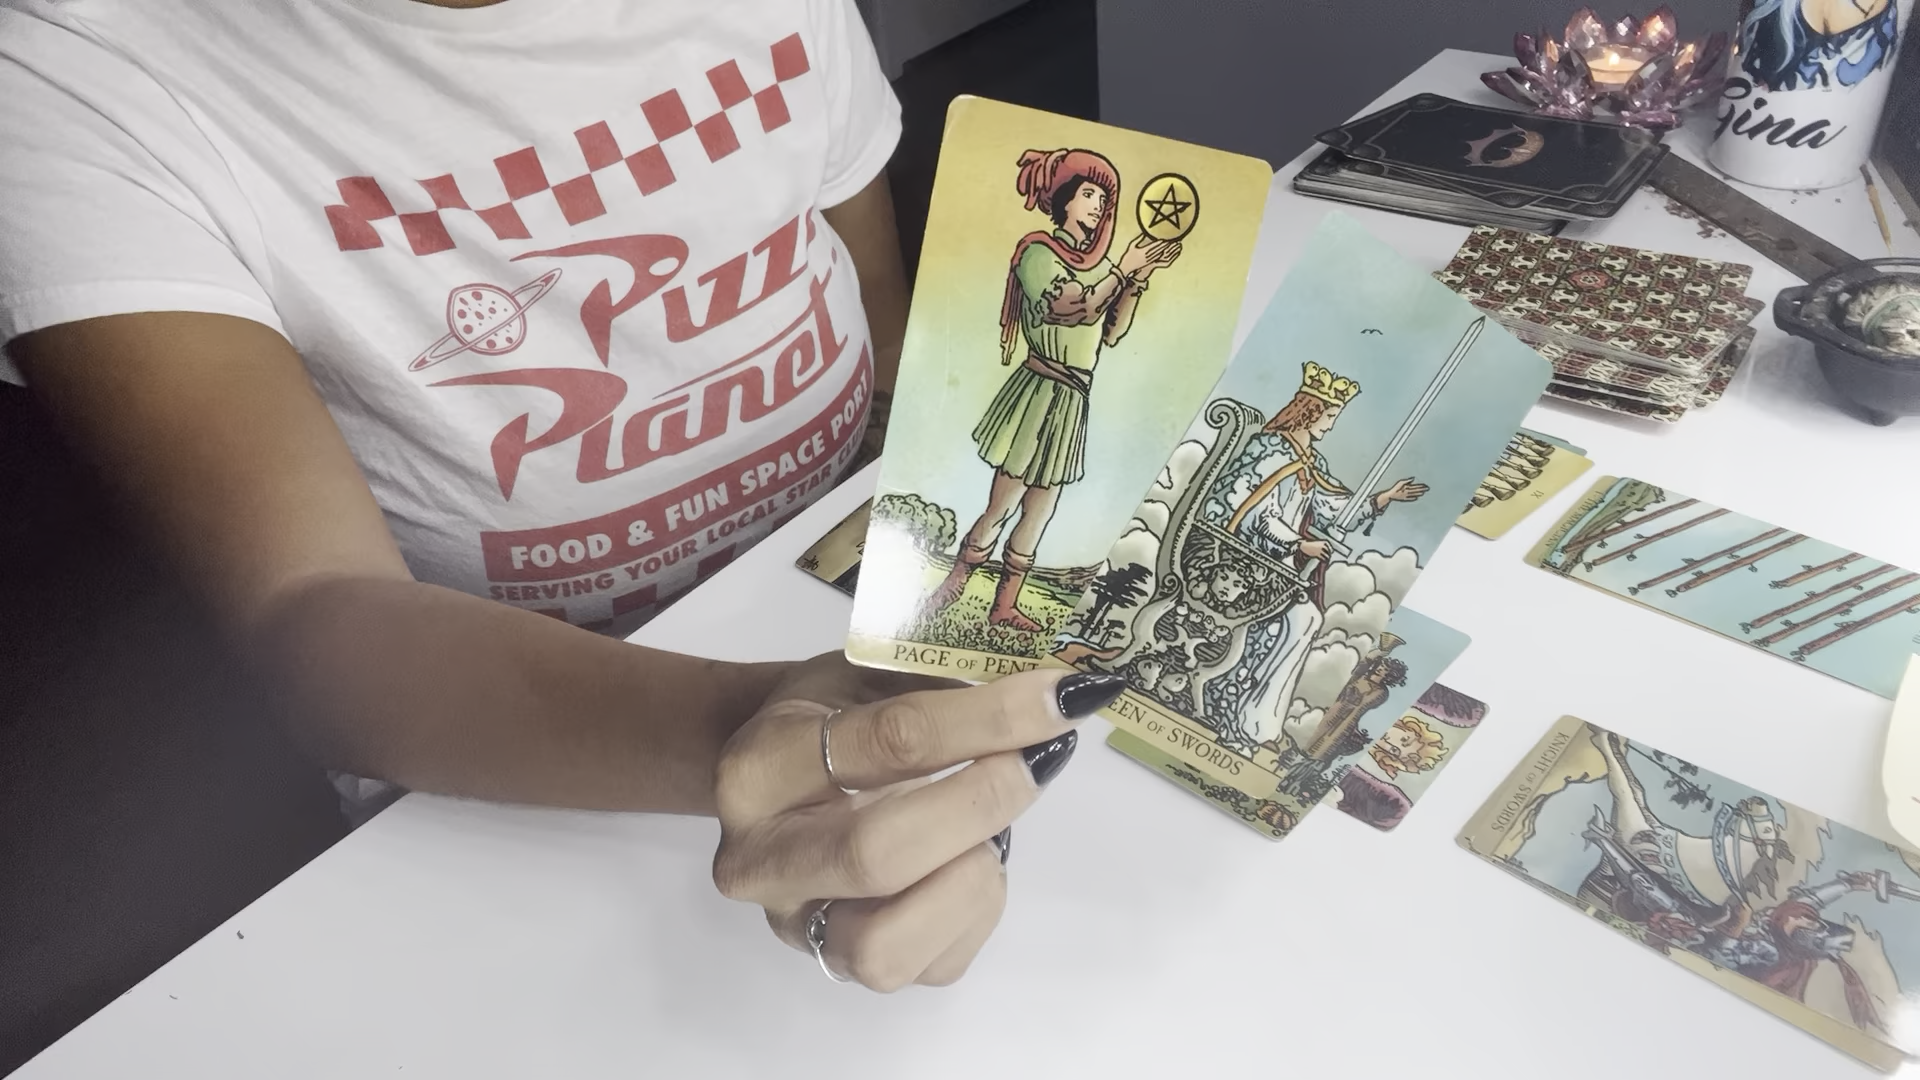 Pizza
Planet
FOOD & FUN SPACE PORT
SERVING YOUR LOCAL STAR
PAGE OF PENT
EEN OF SWORDS
Gina
IX
KNIGHT OF SWORDS